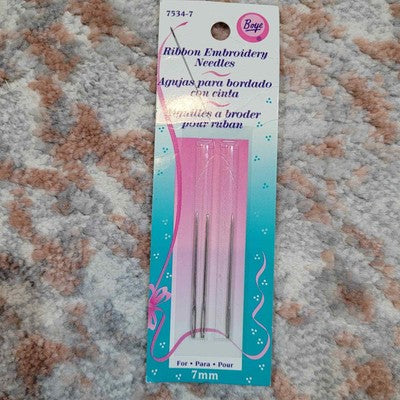 7534-7
Boye
Ribbon Embroidery
Needles
Agujas para bordado
con cinta
Aiguilles a broder
pour ruban
For • Para • Pour
7mm